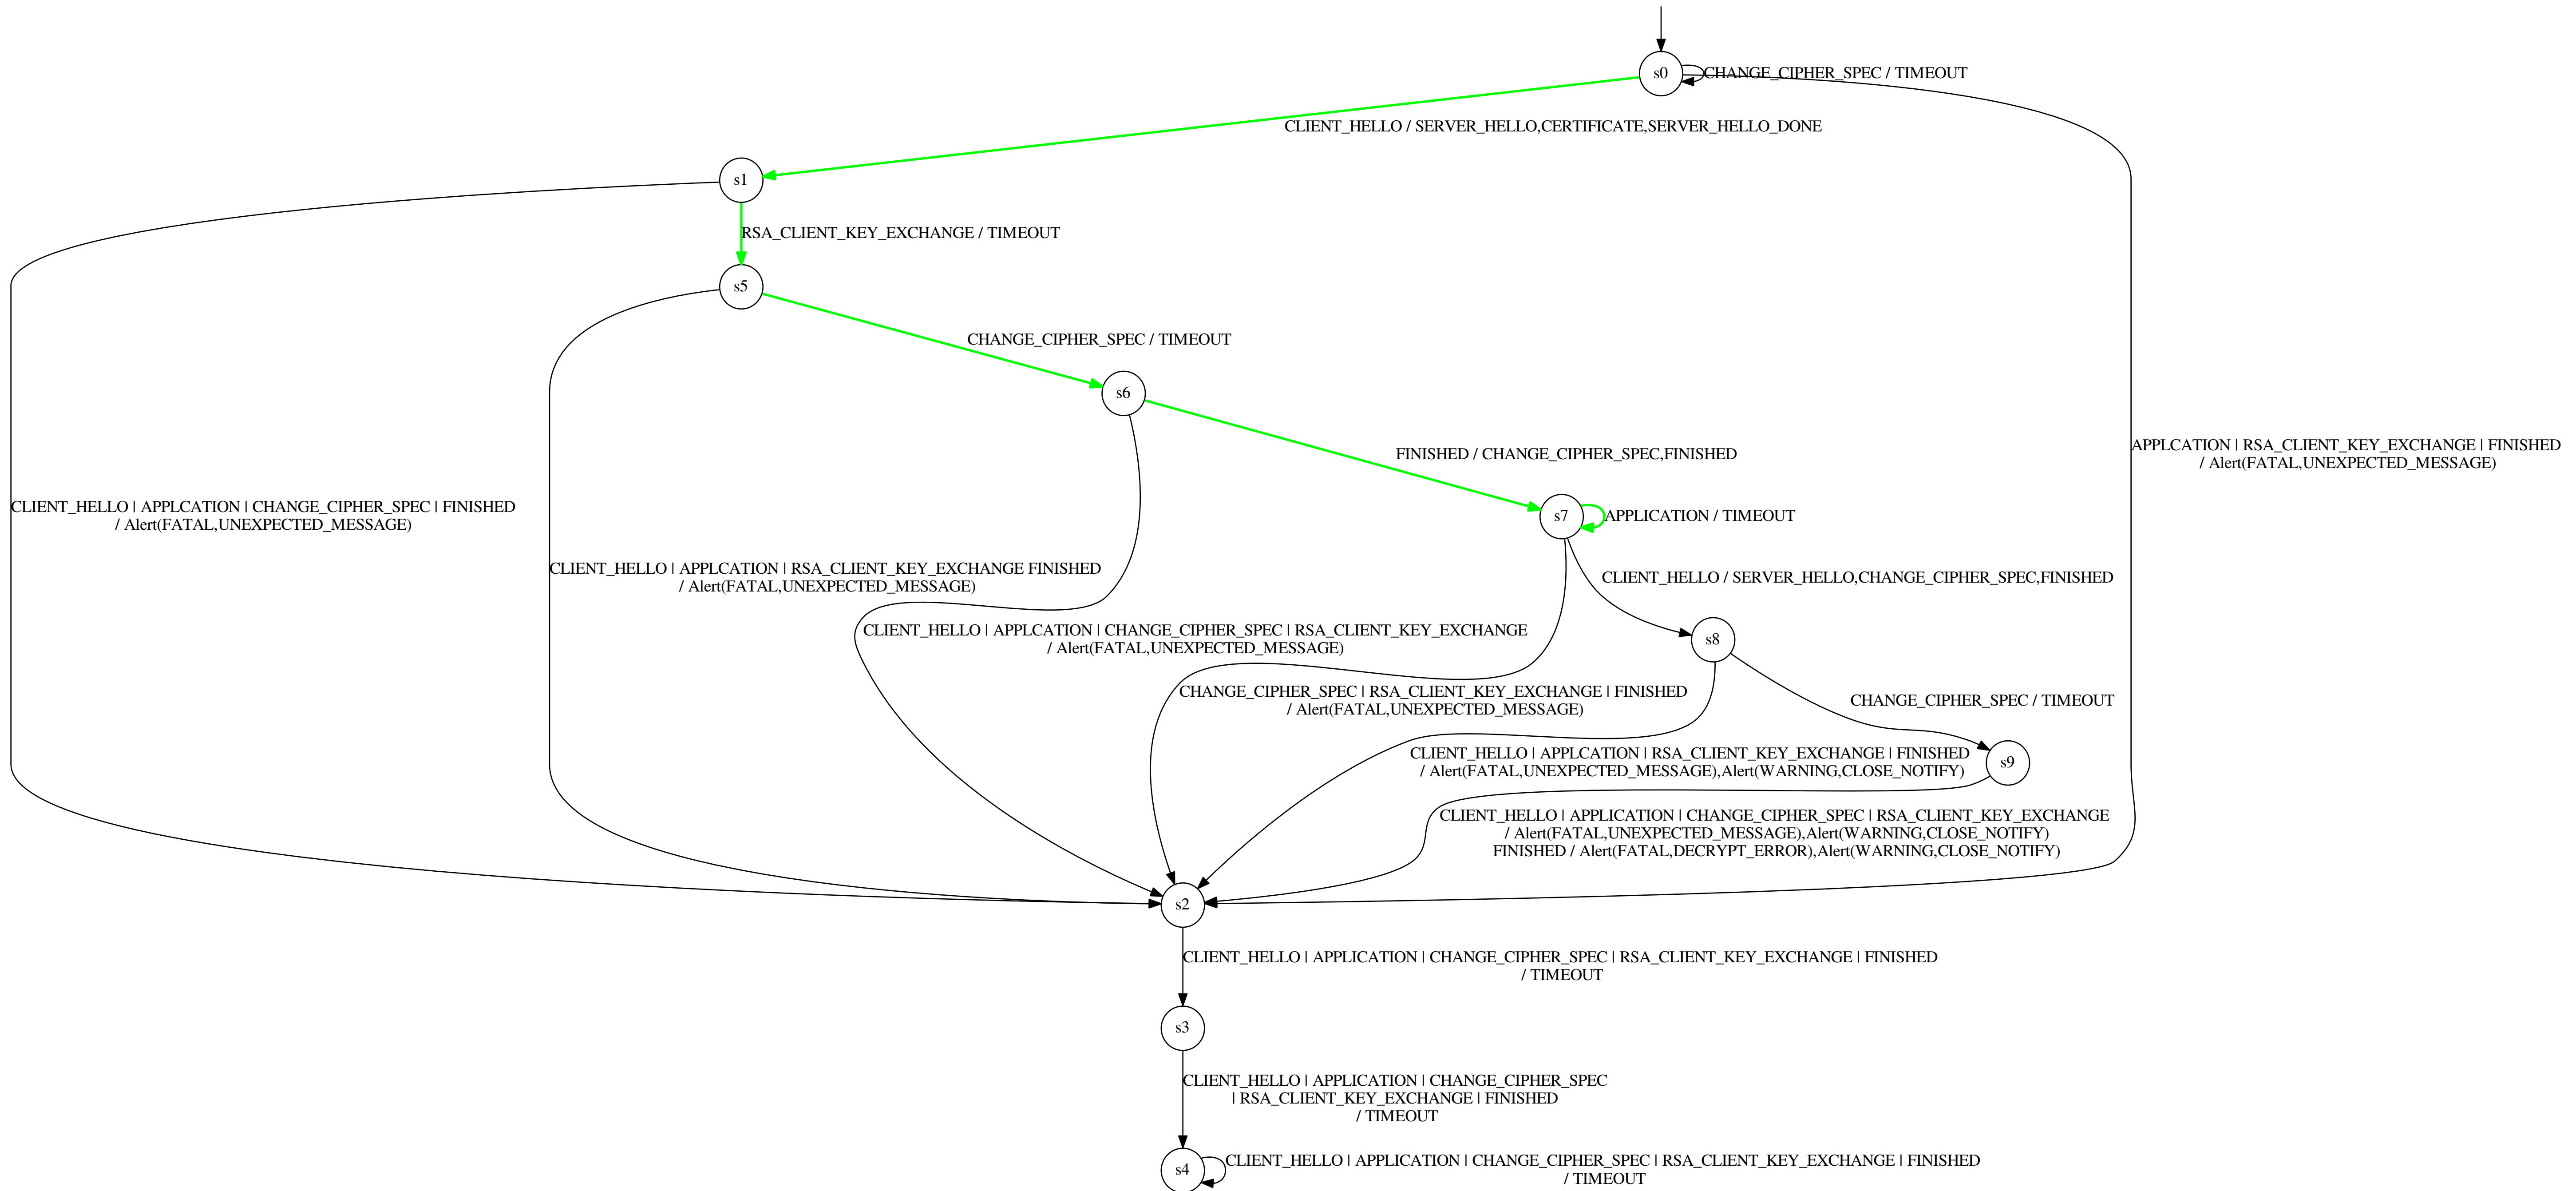 s0
CHANGE_CIPHER_SPEC / TIMEOUT
CLIENT_HELLO / SERVER_HELLO,CERTIFICATE,SERVER_HELLO_DONE
s1
RSA_CLIENT_KEY_EXCHANGE / TIMEOUT
s5
CHANGE_CIPHER_SPEC / TIMEOUT
s6
APPLCATION | RSA_CLIENT_KEY_EXCHANGE | FINISHED
/ Alert(FATAL,UNEXPECTED_MESSAGE)
FINISHED / CHANGE_CIPHER_SPEC,FINISHED
CLIENT_HELLO | APPLCATION | CHANGE_CIPHER_SPEC | FINISHED
/ Alert(FATAL,UNEXPECTED_MESSAGE)
s7
APPLICATION / TIMEOUT
CLIENT_HELLO | APPLCATION | RSA_CLIENT_KEY_EXCHANGE FINISHED
/ Alert(FATAL,UNEXPECTED_MESSAGE)
CLIENT_HELLO / SERVER_HELLO,CHANGE_CIPHER_SPEC,FINISHED
CLIENT_HELLO | APPLCATION | CHANGE_CIPHER_SPEC | RSA_CLIENT_KEY_EXCHANGE
/ Alert(FATAL,UNEXPECTED_MESSAGE)
s8
CHANGE_CIPHER_SPEC | RSA_CLIENT_KEY_EXCHANGE | FINISHED
/ Alert(FATAL,UNEXPECTED_MESSAGE)
CHANGE_CIPHER_SPEC / TIMEOUT
CLIENT_HELLO | APPLCATION | RSA_CLIENT_KEY_EXCHANGE | FINISHED
/ Alert(FATAL,UNEXPECTED_MESSAGE),Alert(WARNING,CLOSE_NOTIFY)
s9
CLIENT_HELLO | APPLICATION | CHANGE_CIPHER_SPEC | RSA_CLIENT_KEY_EXCHANGE
/ Alert(FATAL,UNEXPECTED_MESSAGE),Alert(WARNING,CLOSE_NOTIFY)
FINISHED / Alert(FATAL,DECRYPT_ERROR),Alert(WARNING,CLOSE_NOTIFY)
s2
CLIENT_HELLO | APPLICATION | CHANGE_CIPHER_SPEC | RSA_CLIENT_KEY_EXCHANGE | FINISHED
/ TIMEOUT
s3
CLIENT_HELLO | APPLICATION | CHANGE_CIPHER_SPEC
| RSA_CLIENT_KEY_EXCHANGE | FINISHED
/ TIMEOUT
s4
CLIENT_HELLO | APPLICATION | CHANGE_CIPHER_SPEC | RSA_CLIENT_KEY_EXCHANGE | FINISHED
/ TIMEOUT